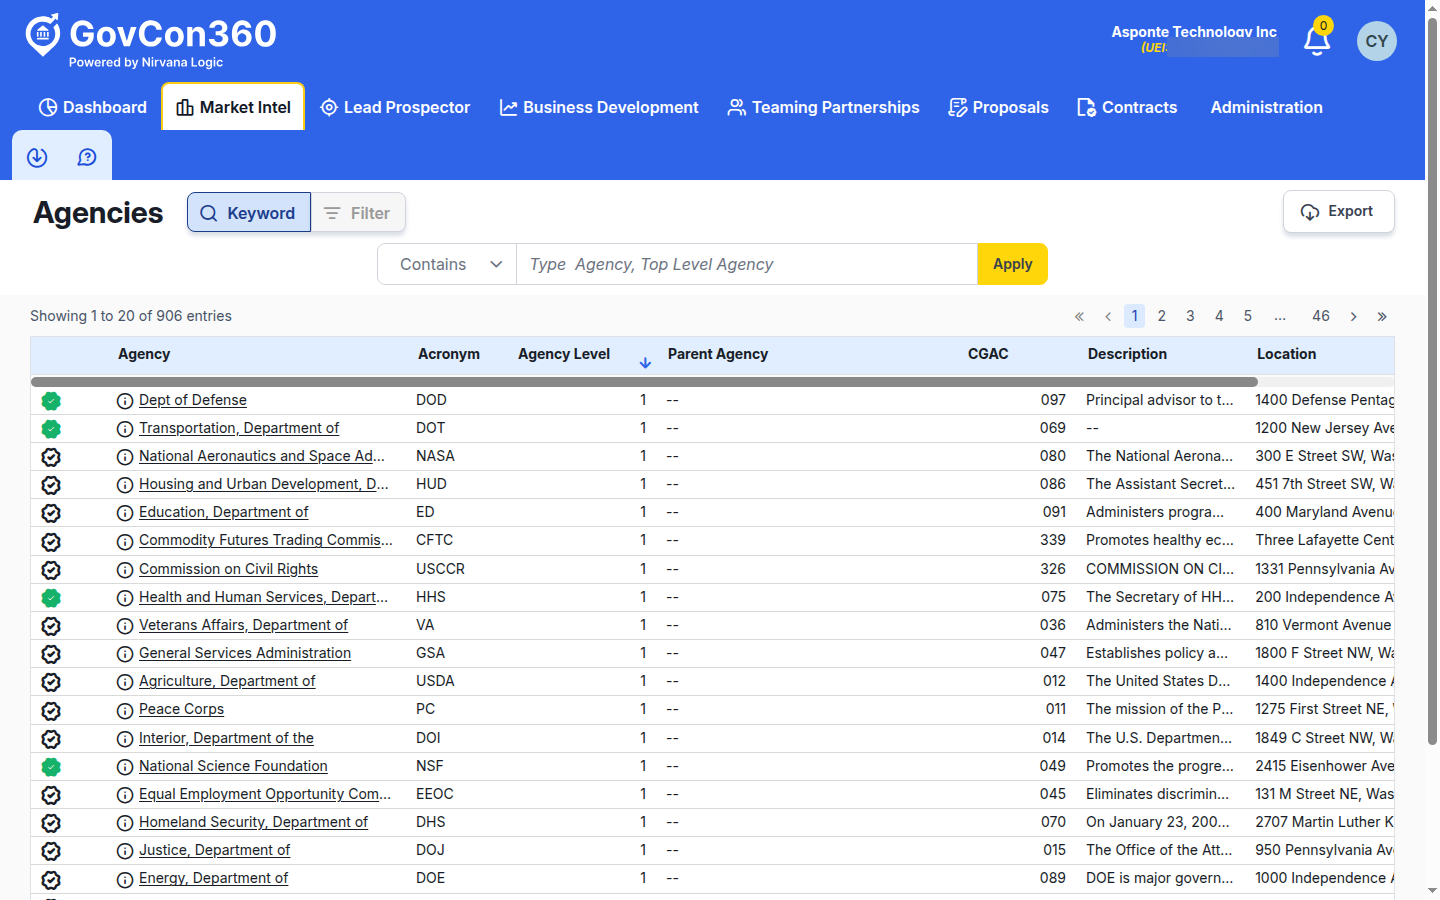 GovCon360
Powered by Nirvana Logic
Asponte Technology Inc
(UEI:
0
CY
Dashboard
Market Intel
Lead Prospector
Business Development
Teaming Partnerships
Proposals
Contracts
Administration
Agencies
Keyword
Filter
Export
Contains
Type Agency, Top Level Agency
Apply
Showing 1 to 20 of 906 entries
« ‹ 1 2 3 4 5 ... 46 › »
Agency Acronym Agency Level Parent Agency CGAC Description Location
Dept of Defense DOD 1 -- 097 Principal advisor to t... 1400 Defense Pentag
Transportation, Department of DOT 1 -- 069 -- 1200 New Jersey Ave
National Aeronautics and Space Ad... NASA 1 -- 080 The National Aerona... 300 E Street SW, Was
Housing and Urban Development, D... HUD 1 -- 086 The Assistant Secret... 451 7th Street SW, Wa
Education, Department of ED 1 -- 091 Administers progra... 400 Maryland Avenu
Commodity Futures Trading Commis... CFTC 1 -- 339 Promotes healthy ec... Three Lafayette Cent
Commission on Civil Rights USCCR 1 -- 326 COMMISSION ON CI... 1331 Pennsylvania Av
Health and Human Services, Depart... HHS 1 -- 075 The Secretary of HH... 200 Independence A
Veterans Affairs, Department of VA 1 -- 036 Administers the Nati... 810 Vermont Avenue
General Services Administration GSA 1 -- 047 Establishes policy a... 1800 F Street NW, Wa
Agriculture, Department of USDA 1 -- 012 The United States D... 1400 Independence A
Peace Corps PC 1 -- 011 The mission of the P... 1275 First Street NE, W
Interior, Department of the DOI 1 -- 014 The U.S. Departmen... 1849 C Street NW, Wa
National Science Foundation NSF 1 -- 049 Promotes the progre... 2415 Eisenhower Ave
Equal Employment Opportunity Com... EEOC 1 -- 045 Eliminates discrimin... 131 M Street NE, Was
Homeland Security, Department of DHS 1 -- 070 On January 23, 200... 2707 Martin Luther K
Justice, Department of DOJ 1 -- 015 The Office of the Att... 950 Pennsylvania Av
Energy, Department of DOE 1 -- 089 DOE is major govern... 1000 Independence A